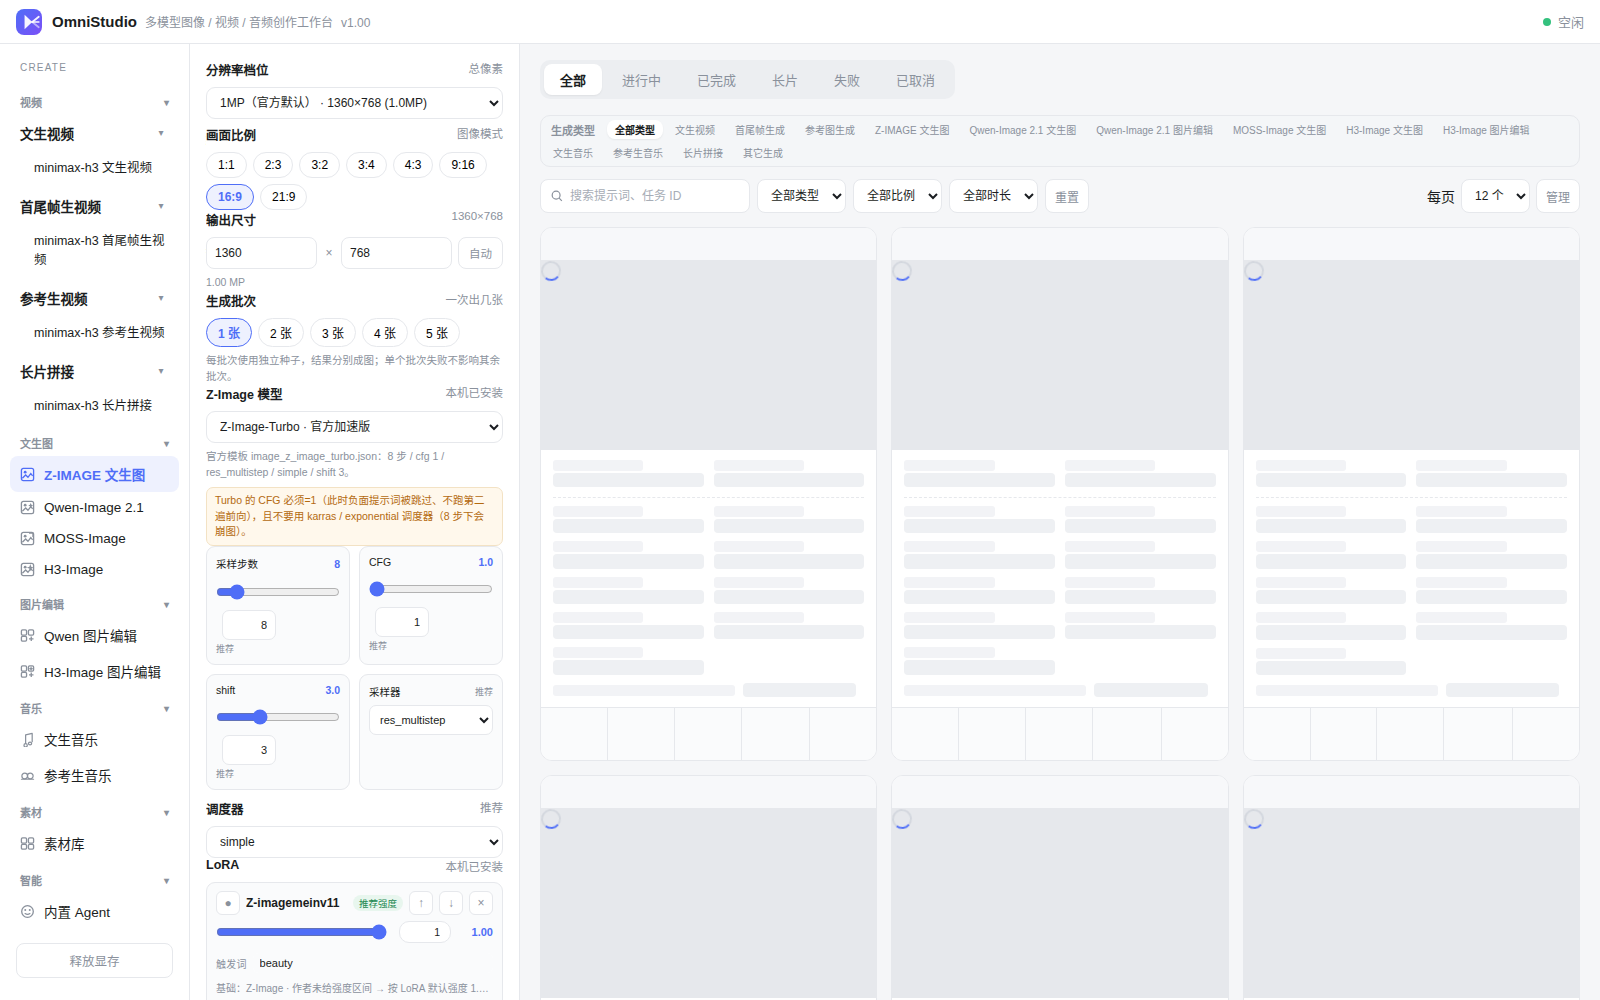 OmniStudio 多模型图像 / 视频 / 音频创作工作台 v1.00
空闲
CREATE
视频
文生视频
minimax-h3 文生视频
首尾帧生视频
minimax-h3 首尾帧生视
频
参考生视频
minimax-h3 参考生视频
长片拼接
minimax-h3 长片拼接
文生图
Z-IMAGE 文生图
Qwen-Image 2.1
MOSS-Image
H3-Image
图片编辑
Qwen 图片编辑
H3-Image 图片编辑
音乐
文生音乐
参考生音乐
素材
素材库
智能
内置 Agent
释放显存
分辨率档位 总像素
1MP（官方默认） · 1360×768 (1.0MP)
画面比例 图像模式
1:1 2:3 3:2 3:4 4:3 9:16
16:9 21:9
输出尺寸 1360×768
1360 × 768 自动
1.00 MP
生成批次 一次出几张
1 张 2 张 3 张 4 张 5 张
每批次使用独立种子，结果分别成图；单个批次失败不影响其余
批次。
Z-Image 模型 本机已安装
Z-Image-Turbo · 官方加速版
官方模板 image_z_image_turbo.json：8 步 / cfg 1 /
res_multistep / simple / shift 3。
Turbo 的 CFG 必须=1（此时负面提示词被跳过、不跑第二
遍前向），且不要用 karras / exponential 调度器（8 步下会
崩图）。
采样步数 8
8
推荐
CFG 1.0
1
推荐
shift 3.0
3
推荐
采样器 推荐
res_multistep
调度器 推荐
simple
LoRA 本机已安装
Z-imagemeinv11 推荐强度 ↑ ↓ ×
1 1.00
触发词 beauty
基础：Z-Image · 作者未给强度区间 → 按 LoRA 默认强度 1....
全部 进行中 已完成 长片 失败 已取消
生成类型 全部类型 文生视频 首尾帧生成 参考图生成 Z-IMAGE 文生图 Qwen-Image 2.1 文生图 Qwen-Image 2.1 图片编辑 MOSS-Image 文生图 H3-Image 文生图 H3-Image 图片编辑
文生音乐 参考生音乐 长片拼接 其它生成
搜索提示词、任务 ID 全部类型 全部比例 全部时长 重置 每页 12 个 管理